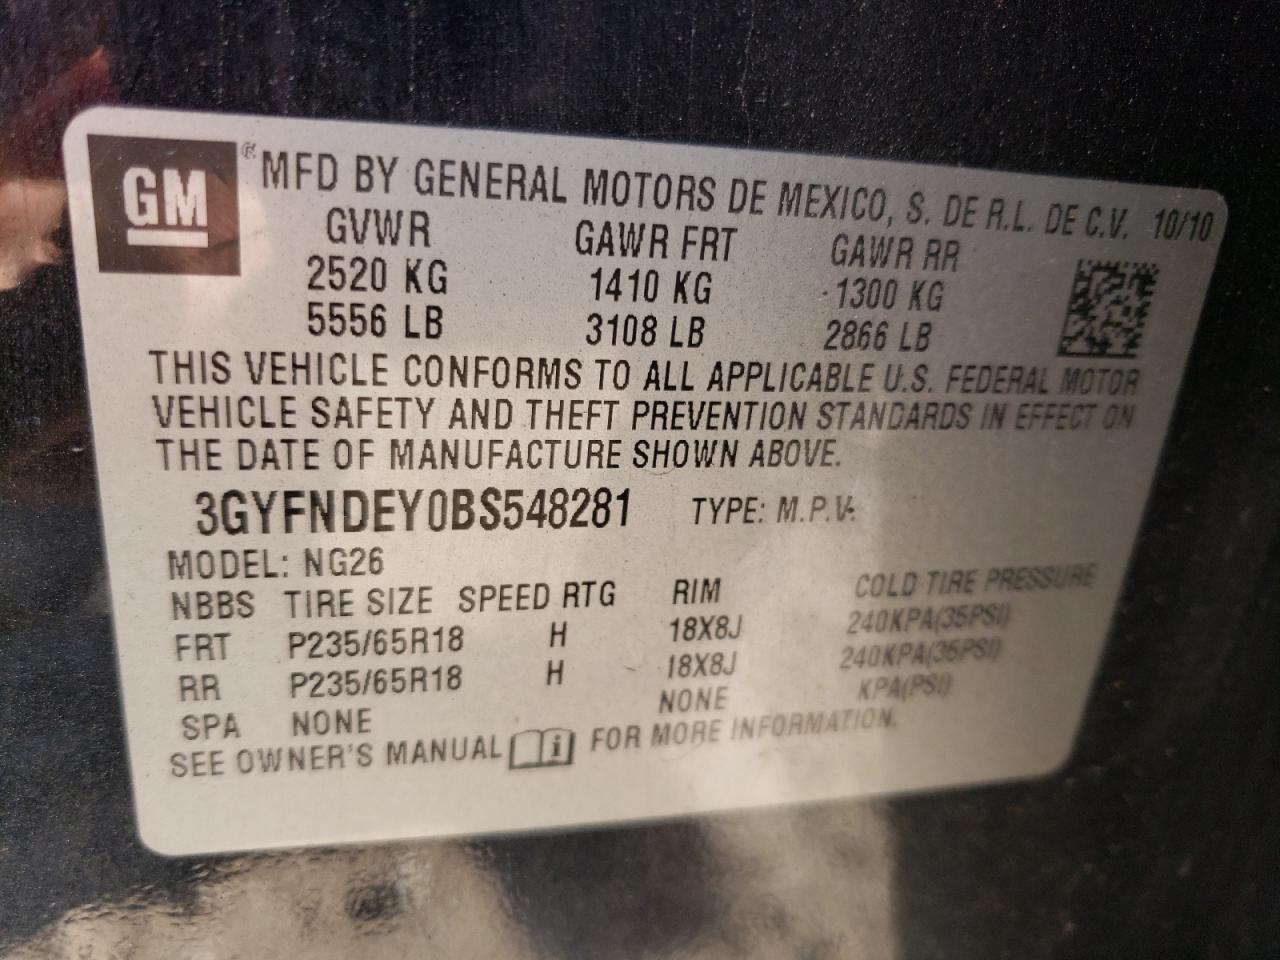 GM ® MFD BY GENERAL MOTORS DE MEXICO, S. DE R.L. DE C.V. 10/10
GVWR GAWR FRT GAWR RR
2520 KG 1410 KG 1300 KG
5556 LB 3108 LB 2866 LB
THIS VEHICLE CONFORMS TO ALL APPLICABLE U.S. FEDERAL MOTOR
VEHICLE SAFETY AND THEFT PREVENTION STANDARDS IN EFFECT ON
THE DATE OF MANUFACTURE SHOWN ABOVE.
3GYFNDEY0BS548281 TYPE: M.P.V.
MODEL: NG26
NBBS TIRE SIZE SPEED RTG RIM COLD TIRE PRESSURE
FRT P235/65R18 H 18X8J 240KPA(35PSI)
RR P235/65R18 H 18X8J 240KPA(35PSI)
SPA NONE NONE KPA(PSI)
SEE OWNER'S MANUAL i FOR MORE INFORMATION.